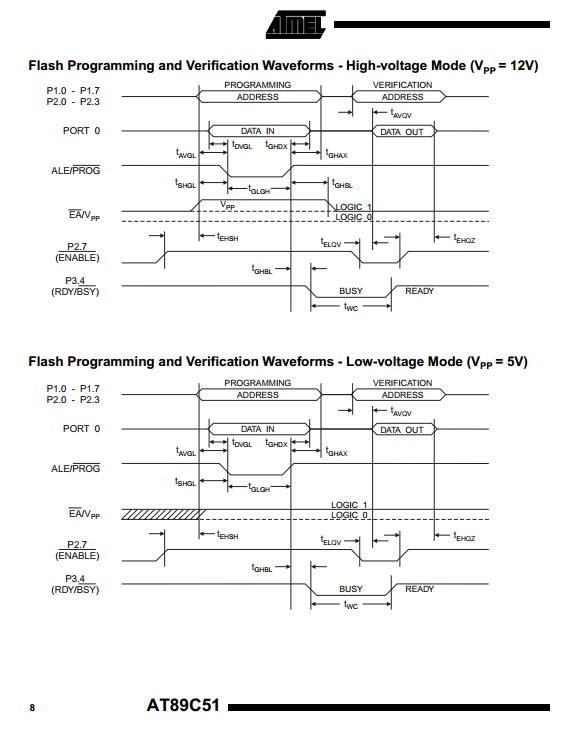 ATMEL
Flash Programming and Verification Waveforms - High-voltage Mode (VPP = 12V)
PROGRAMMING VERIFICATION
P1.0 - P1.7
P2.0 - P2.3
ADDRESS ADDRESS
tAVQV
PORT 0 DATA IN DATA OUT
tAVGL tDVGL tGHDX tGHAX
ALE/PROG
tSHGL tGLGH tGHSL
VPP LOGIC 1
EA/VPP LOGIC 0
tEHSH tELQV tEHQZ
P2.7
(ENABLE)
tGHBL
P3.4
(RDY/BSY)
BUSY READY
tWC
Flash Programming and Verification Waveforms - Low-voltage Mode (VPP = 5V)
PROGRAMMING VERIFICATION
P1.0 - P1.7
P2.0 - P2.3
ADDRESS ADDRESS
tAVQV
PORT 0 DATA IN DATA OUT
tAVGL tDVGL tGHDX tGHAX
ALE/PROG
tSHGL tGLGH
LOGIC 1
EA/VPP LOGIC 0
tEHSH tELQV tEHQZ
P2.7
(ENABLE)
tGHBL
P3.4
(RDY/BSY)
BUSY READY
tWC
8 AT89C51